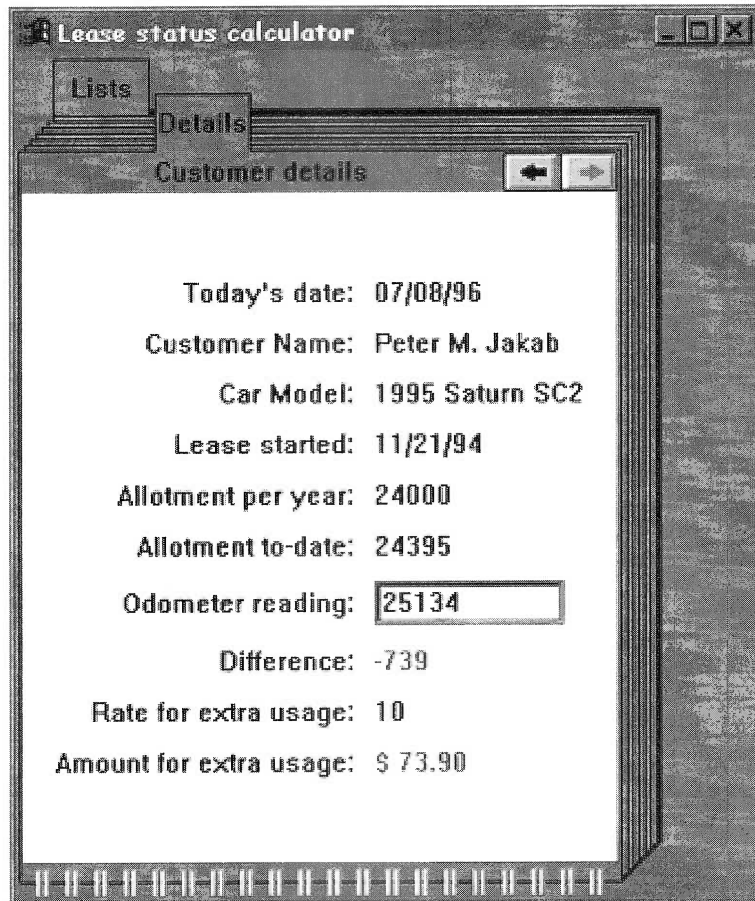 Lease status calculator
Lists
Details
Customer details
Today's date: 07/08/96
Customer Name: Peter M. Jakab
Car Model: 1995 Saturn SC2
Lease started: 11/21/94
Allotment per year: 24000
Allotment to-date: 24395
Odometer reading: 25134
Difference: -739
Rate for extra usage: 10
Amount for extra usage: $ 73.90